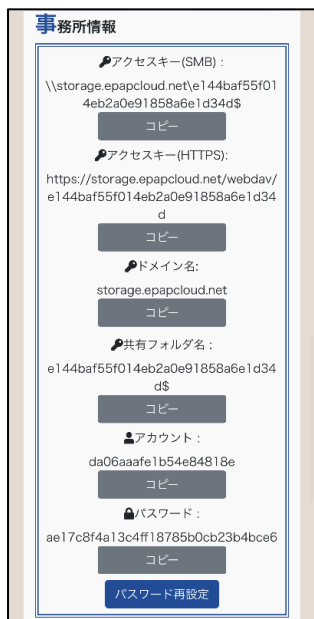 事務所情報
アクセスキー(SMB) :
\\storage.epapcloud.net\e144baf55f01
4eb2a0e91858a6e1d34d$
コピー
アクセスキー(HTTPS):
https://storage.epapcloud.net/webdav/
e144baf55f014eb2a0e91858a6e1d34
d
コピー
ドメイン名:
storage.epapcloud.net
コピー
共有フォルダ名 :
e144baf55f014eb2a0e91858a6e1d34
d$
コピー
アカウント :
da06aaafe1b54e84818e
コピー
パスワード :
ae17c8f4a13c4ff18785b0cb23b4bce6
コピー
パスワード再設定